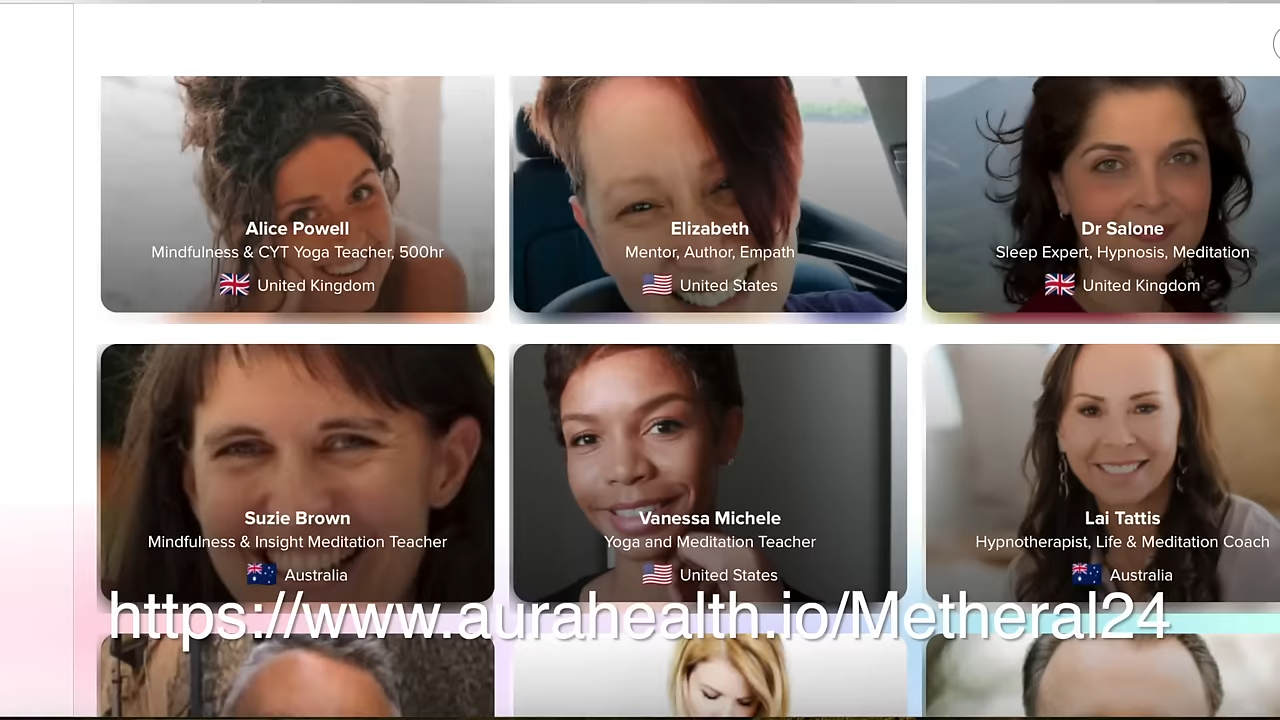 Alice Powell
Mindfulness & CYT Yoga Teacher, 500hr
United Kingdom
Elizabeth
Mentor, Author, Empath
United States
Dr Salone
Sleep Expert, Hypnosis, Meditation
United Kingdom
Suzie Brown
Mindfulness & Insight Meditation Teacher
Australia
Vanessa Michele
Yoga and Meditation Teacher
United States
Lai Tattis
Hypnotherapist, Life & Meditation Coach
Australia
https://www.aurahealth.io/Metheral24